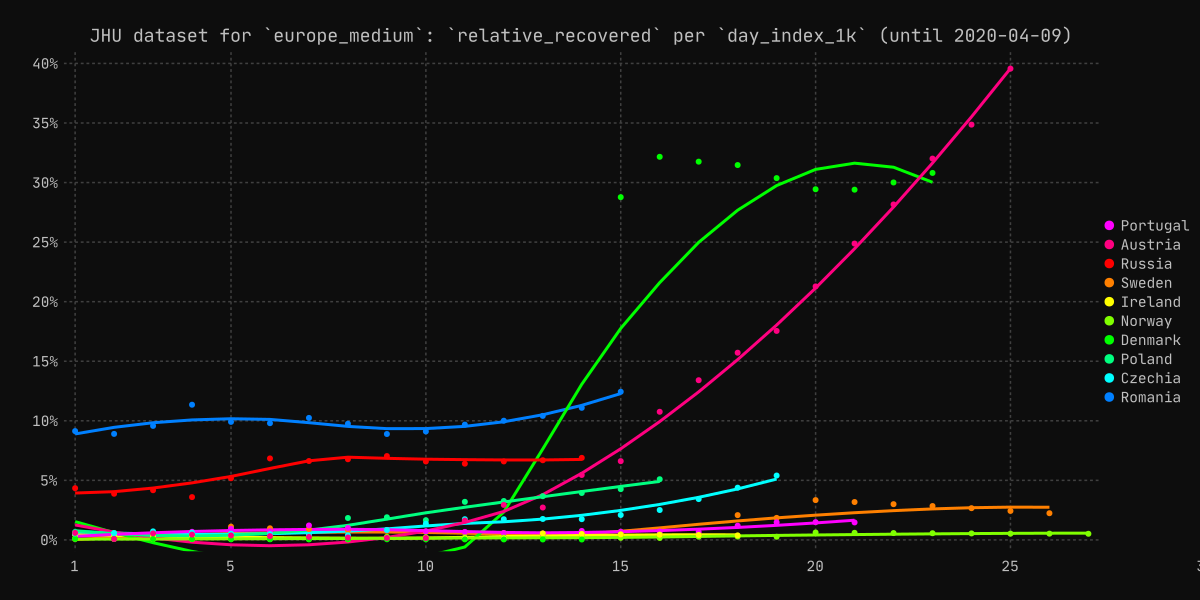 JHU dataset for `europe_medium`: `relative_recovered` per `day_index_1k` (until 2020-04-09)
40%
35%
30%
25%
20%
15%
10%
5%
0%
1 5 10 15 20 25 3
Portugal
Austria
Russia
Sweden
Ireland
Norway
Denmark
Poland
Czechia
Romania